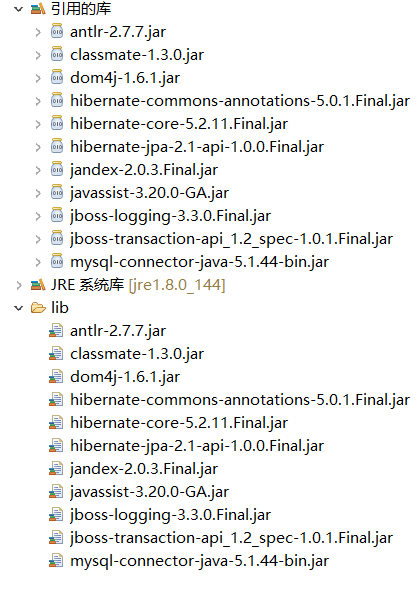 引用的库
antlr-2.7.7.jar
classmate-1.3.0.jar
dom4j-1.6.1.jar
hibernate-commons-annotations-5.0.1.Final.jar
hibernate-core-5.2.11.Final.jar
hibernate-jpa-2.1-api-1.0.0.Final.jar
jandex-2.0.3.Final.jar
javassist-3.20.0-GA.jar
jboss-logging-3.3.0.Final.jar
jboss-transaction-api_1.2_spec-1.0.1.Final.jar
mysql-connector-java-5.1.44-bin.jar
JRE 系统库 [jre1.8.0_144]
lib
antlr-2.7.7.jar
classmate-1.3.0.jar
dom4j-1.6.1.jar
hibernate-commons-annotations-5.0.1.Final.jar
hibernate-core-5.2.11.Final.jar
hibernate-jpa-2.1-api-1.0.0.Final.jar
jandex-2.0.3.Final.jar
javassist-3.20.0-GA.jar
jboss-logging-3.3.0.Final.jar
jboss-transaction-api_1.2_spec-1.0.1.Final.jar
mysql-connector-java-5.1.44-bin.jar